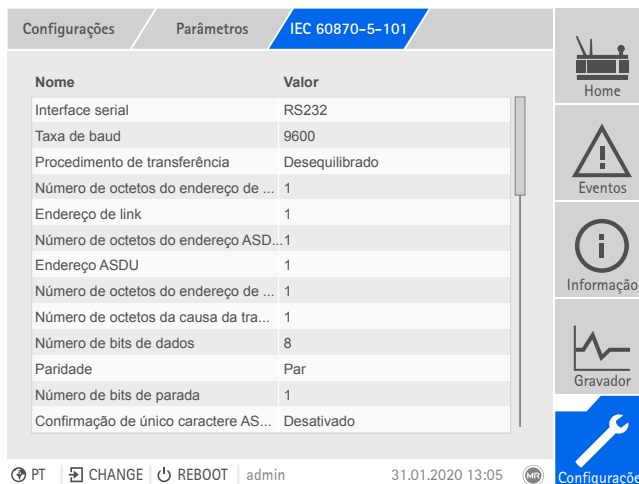 Configurações Parâmetros IEC 60870-5-101
Nome Valor
Interface serial RS232
Taxa de baud 9600
Procedimento de transferência Desequilibrado
Número de octetos do endereço de ... 1
Endereço de link 1
Número de octetos do endereço ASD...1
Endereço ASDU 1
Número de octetos do endereço de ... 1
Número de octetos da causa da tra... 1
Número de bits de dados 8
Paridade Par
Número de bits de parada 1
Confirmação de único caractere AS... Desativado
Home
Eventos
Informação
Gravador
Configuraçõe
PT CHANGE REBOOT admin 31.01.2020 13:05 MR